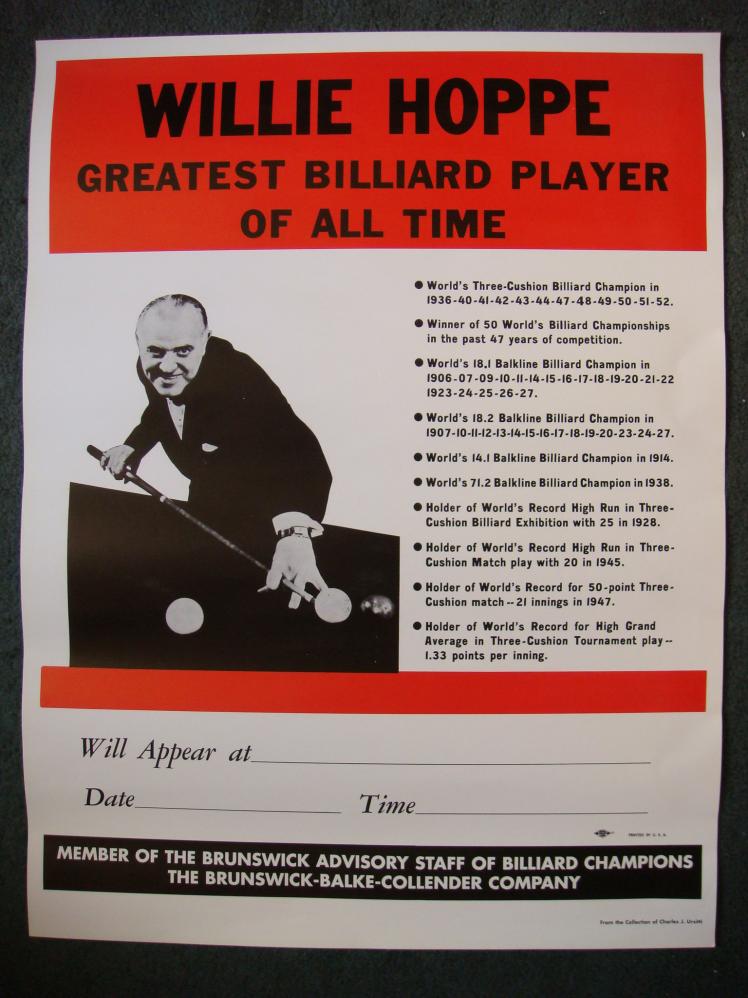 WILLIE HOPPE
GREATEST BILLIARD PLAYER
OF ALL TIME
● World's Three-Cushion Billiard Champion in
1936-40-41-42-43-44-47-48-49-50-51-52.
● Winner of 50 World's Billiard Championships
in the past 47 years of competition.
● World's 18.1 Balkline Billiard Champion in
1906-07-09-10-11-14-15-16-17-18-19-20-21-22
1923-24-25-26-27.
● World's 18.2 Balkline Billiard Champion in
1907-10-11-12-13-14-15-16-17-18-19-20-23-24-27.
● World's 14.1 Balkline Billiard Champion in 1914.
● World's 71.2 Balkline Billiard Champion in 1938.
● Holder of World's Record High Run in Three-
Cushion Billiard Exhibition with 25 in 1928.
● Holder of World's Record High Run in Three-
Cushion Match play with 20 in 1945.
● Holder of World's Record for 50-point Three-
Cushion match -- 21 innings in 1947.
● Holder of World's Record for High Grand
Average in Three-Cushion Tournament play --
1.33 points per inning.
Will Appear at
Date Time
PRINTED IN U. S. A.
MEMBER OF THE BRUNSWICK ADVISORY STAFF OF BILLIARD CHAMPIONS
THE BRUNSWICK-BALKE-COLLENDER COMPANY
From the Collection of Charles J. Ursitti